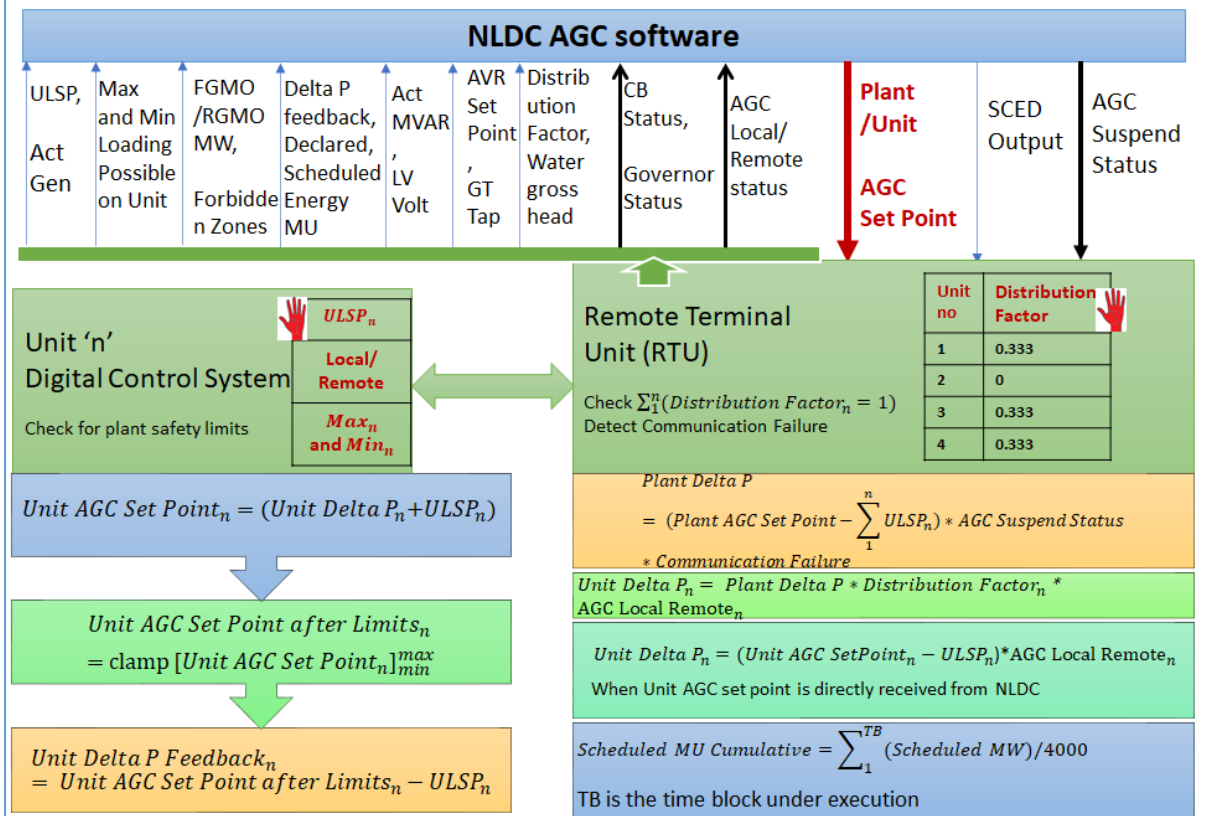 NLDC AGC software
ULSP,
Act
Gen
Max
and Min
Loading
Possible
on Unit
FGMO
/RGMO
MW,
Forbidde
n Zones
Delta P
feedback,
Declared,
Scheduled
Energy
MU
Act
MVAR
,
LV
Volt
AVR
Set
Point
,
GT
Tap
Distrib
ution
Factor,
Water
gross
head
CB
Status,
Governor
Status
AGC
Local/
Remote
status
Plant
/Unit
AGC
Set Point
SCED
Output
AGC
Suspend
Status
Unit ‘n’
Digital Control System
Check for plant safety limits
ULSPₙ
Local/
Remote
Maxₙ
and Minₙ
Remote Terminal
Unit (RTU)
Check ∑₁ⁿ(Distribution Factorₙ = 1)
Detect Communication Failure
Unit no Distribution Factor
1 0.333
2 0
3 0.333
4 0.333
Unit AGC Set Pointₙ = (Unit Delta Pₙ+ULSPₙ)
Unit AGC Set Point after Limitsₙ
= clamp [Unit AGC Set Pointₙ]ᵐᵃˣₘᵢₙ
Unit Delta P Feedbackₙ
= Unit AGC Set Point after Limitsₙ − ULSPₙ
Plant Delta P
= (Plant AGC Set Point − ∑₁ⁿ ULSPₙ) ∗ AGC Suspend Status
∗ Communication Failure
Unit Delta Pₙ = Plant Delta P ∗ Distribution Factorₙ *
AGC Local Remoteₙ
Unit Delta Pₙ = (Unit AGC SetPointₙ − ULSPₙ)*AGC Local Remoteₙ
When Unit AGC set point is directly received from NLDC
Scheduled MU Cumulative = ∑₁ᵀᴮ (Scheduled MW)/4000
TB is the time block under execution